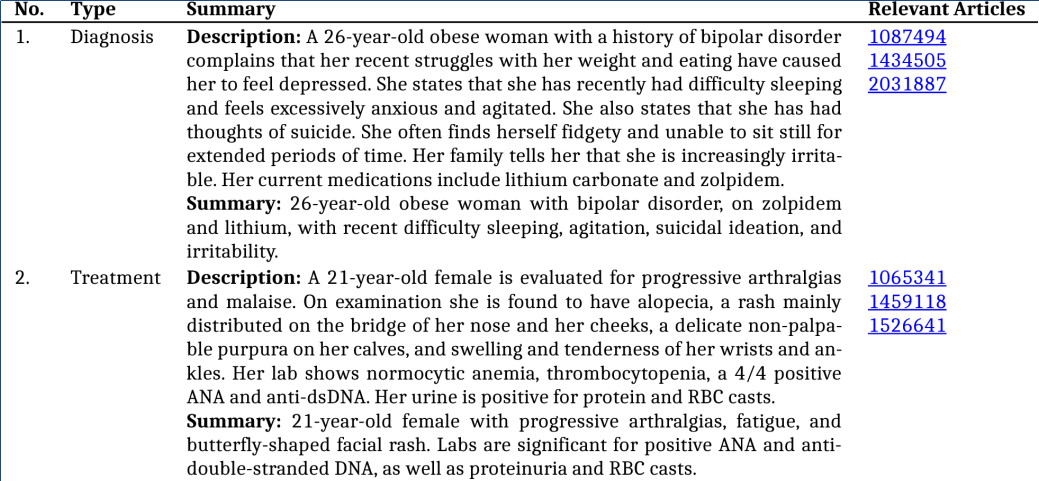 No. Type Summary Relevant Articles
1. Diagnosis Description: A 26-year-old obese woman with a history of bipolar disorder 1087494
complains that her recent struggles with her weight and eating have caused 1434505
her to feel depressed. She states that she has recently had difficulty sleeping 2031887
and feels excessively anxious and agitated. She also states that she has had
thoughts of suicide. She often finds herself fidgety and unable to sit still for
extended periods of time. Her family tells her that she is increasingly irrita-
ble. Her current medications include lithium carbonate and zolpidem.
Summary: 26-year-old obese woman with bipolar disorder, on zolpidem
and lithium, with recent difficulty sleeping, agitation, suicidal ideation, and
irritability.
2. Treatment Description: A 21-year-old female is evaluated for progressive arthralgias 1065341
and malaise. On examination she is found to have alopecia, a rash mainly 1459118
distributed on the bridge of her nose and her cheeks, a delicate non-palpa- 1526641
ble purpura on her calves, and swelling and tenderness of her wrists and an-
kles. Her lab shows normocytic anemia, thrombocytopenia, a 4/4 positive
ANA and anti-dsDNA. Her urine is positive for protein and RBC casts.
Summary: 21-year-old female with progressive arthralgias, fatigue, and
butterfly-shaped facial rash. Labs are significant for positive ANA and anti-
double-stranded DNA, as well as proteinuria and RBC casts.